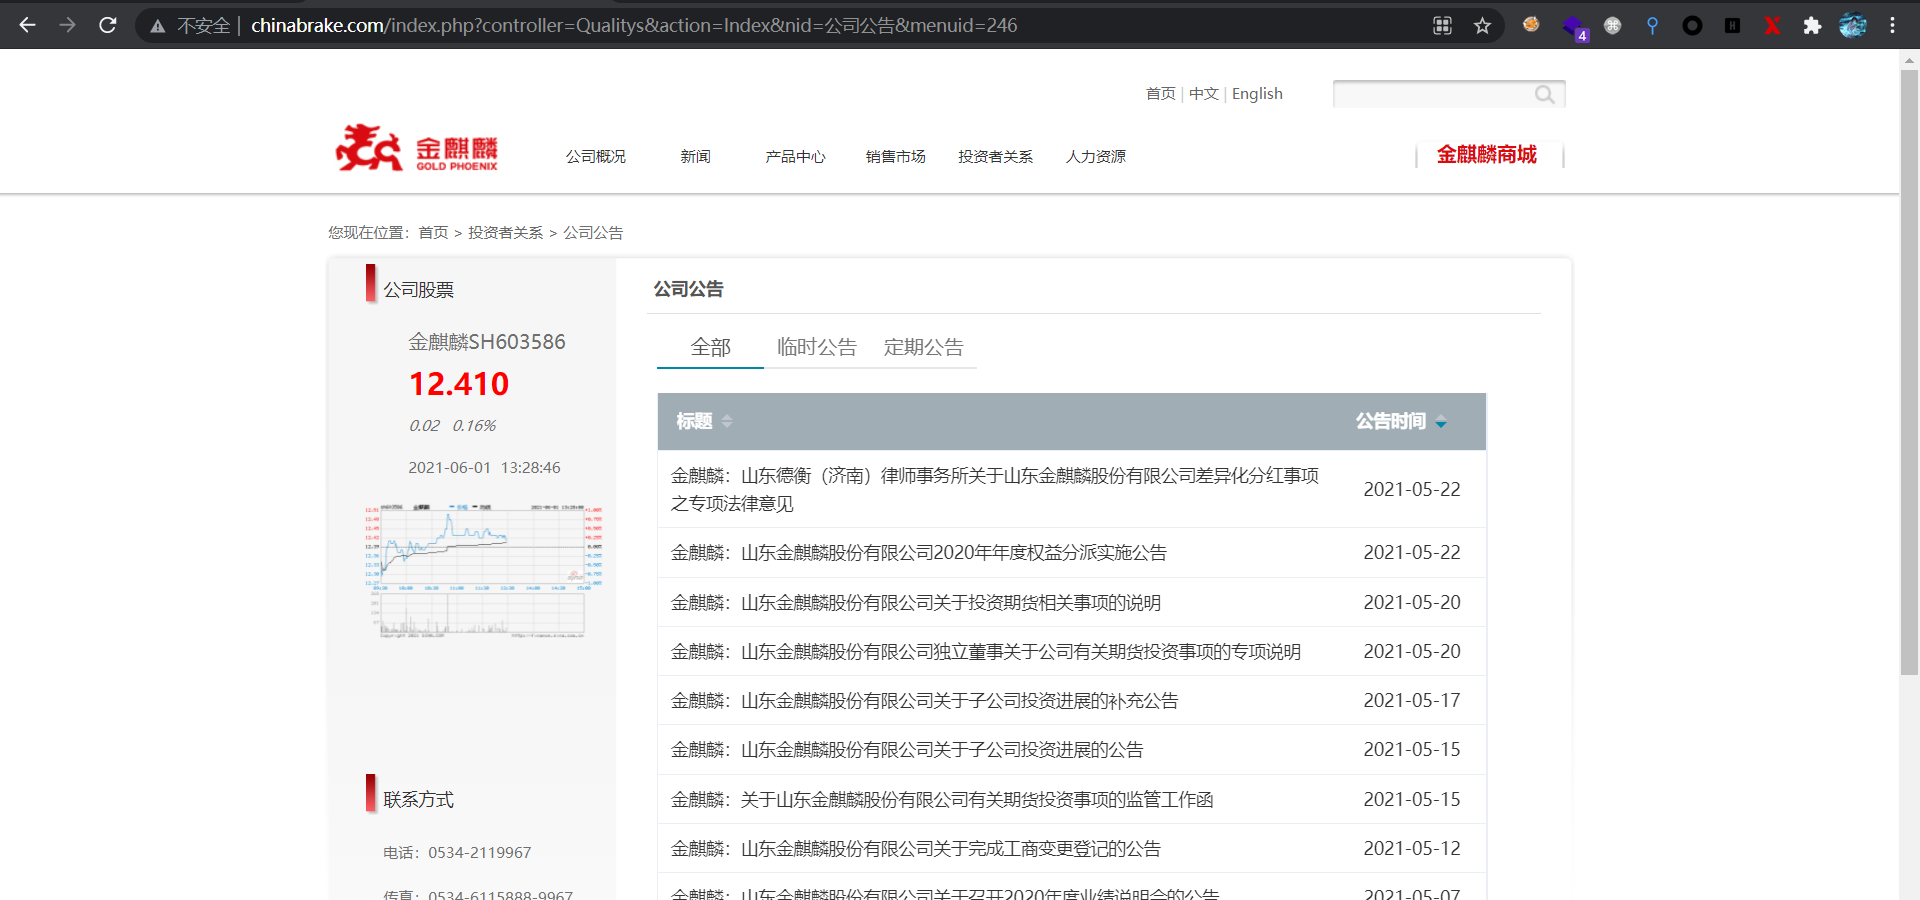 不安全 | chinabrake.com/index.php?controller=Qualitys&action=Index&nid=公司公告&menuid=246
4
首页 | 中文 | English
金麒麟
GOLD PHOENIX
公司概况 新闻 产品中心 销售市场 投资者关系 人力资源
金麒麟商城
您现在位置：首页 > 投资者关系 > 公司公告
公司股票
金麒麟SH603586
12.410
0.02 0.16%
2021-06-01 13:28:46
联系方式
电话：0534-2119967
传真：0534-6115888-9967
公司公告
全部 临时公告 定期公告
标题 公告时间
金麒麟：山东德衡（济南）律师事务所关于山东金麒麟股份有限公司差异化分红事项
之专项法律意见 2021-05-22
金麒麟：山东金麒麟股份有限公司2020年年度权益分派实施公告 2021-05-22
金麒麟：山东金麒麟股份有限公司关于投资期货相关事项的说明 2021-05-20
金麒麟：山东金麒麟股份有限公司独立董事关于公司有关期货投资事项的专项说明 2021-05-20
金麒麟：山东金麒麟股份有限公司关于子公司投资进展的补充公告 2021-05-17
金麒麟：山东金麒麟股份有限公司关于子公司投资进展的公告 2021-05-15
金麒麟：关于山东金麒麟股份有限公司有关期货投资事项的监管工作函 2021-05-15
金麒麟：山东金麒麟股份有限公司关于完成工商变更登记的公告 2021-05-12
金麒麟：山东金麒麟股份有限公司关于召开2020年度业绩说明会的公告 2021-05-07